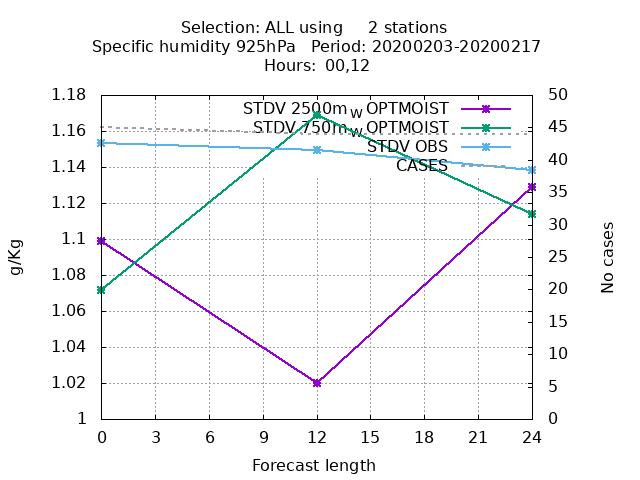 Selection: ALL using 2 stations
Specific humidity 925hPa Period: 20200203-20200217
Hours: 00,12
STDV 2500m_W OPTMOIST
STDV 750m_W OPTMOIST
STDV OBS
CASES
1.18
1.16
1.14
1.12
1.1
1.08
1.06
1.04
1.02
1
50
45
40
35
30
25
20
15
10
5
0
g/Kg
No cases
0 3 6 9 12 15 18 21 24
Forecast length